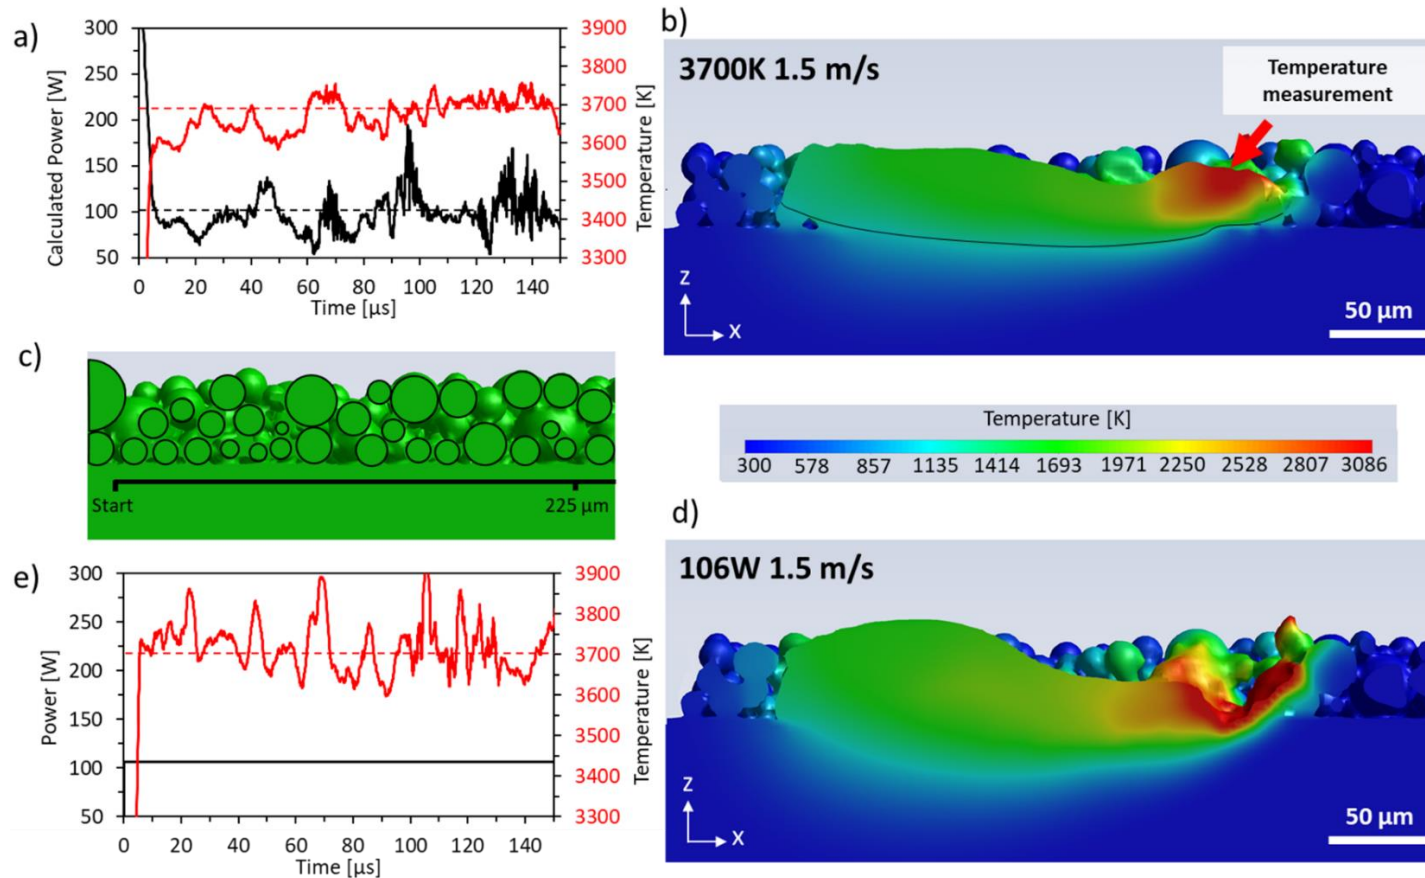 a)
300
250
200
150
100
50
Calculated Power [W]
0 20 40 60 80 100 120 140
Time [µs]
3900
3800
3700
3600
3500
3400
3300
Temperature [K]
b)
3700K 1.5 m/s
Temperature
measurement
Z
X
50 µm
c)
Start
225 µm
Temperature [K]
300 578 857 1135 1414 1693 1971 2250 2528 2807 3086
d)
106W 1.5 m/s
Z
X
50 µm
e)
300
250
200
150
100
50
Power [W]
0 20 40 60 80 100 120 140
Time [µs]
3900
3800
3700
3600
3500
3400
3300
Temperature [K]